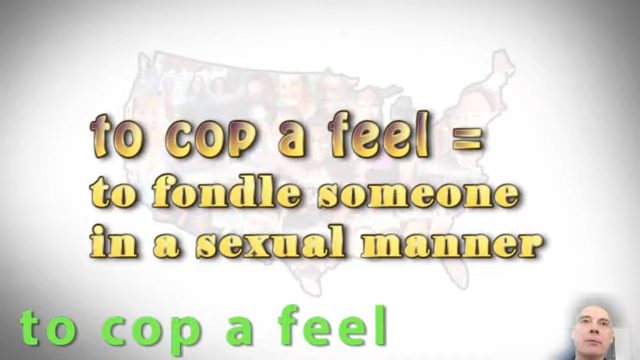 to cop a feel =
to fondle someone
in a sexual manner
to cop a feel